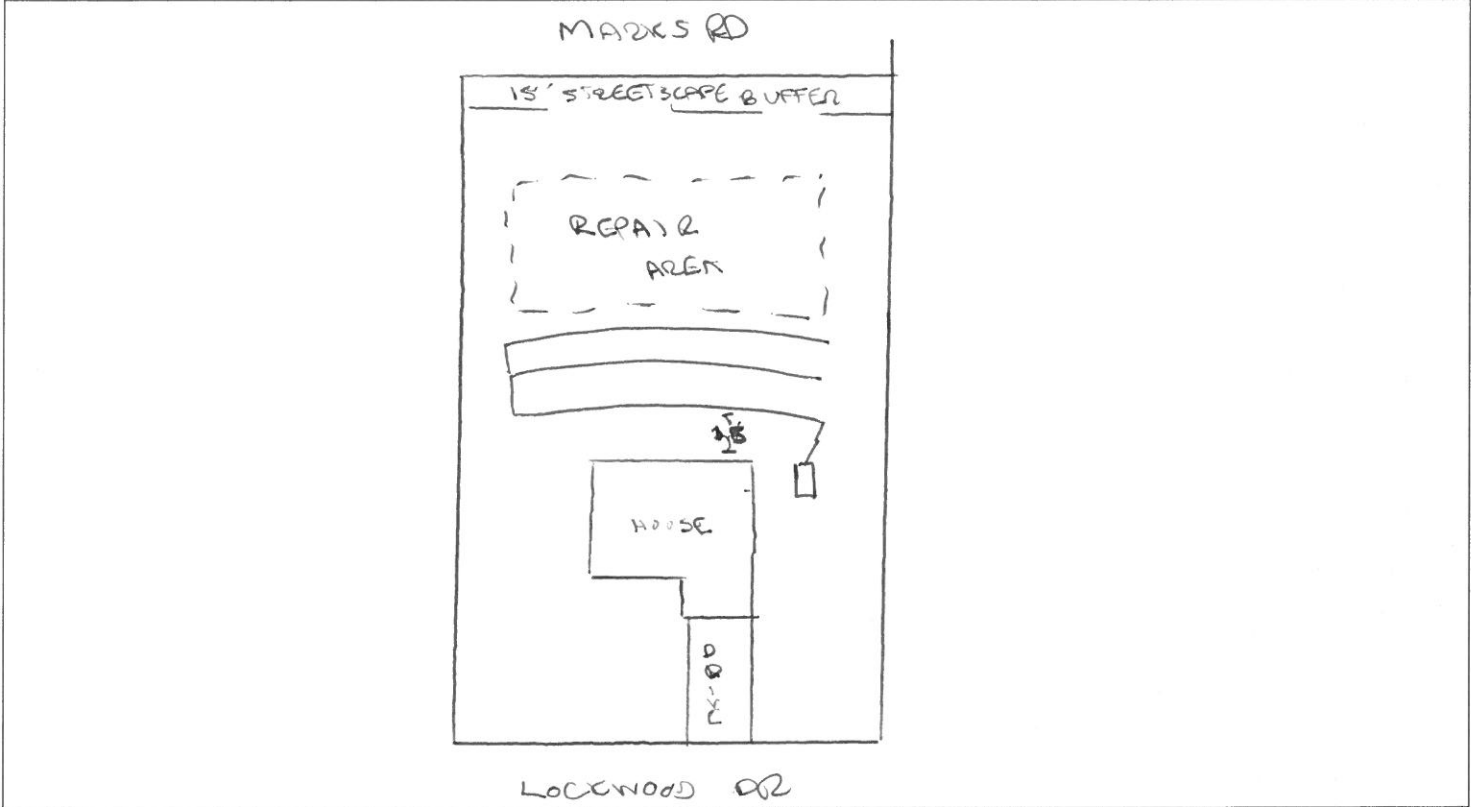 MARKS RD
15' STREETSCAPE BUFFER
REPAIR
AREA
HOUSE
DRIVE
LOCKWOOD DR